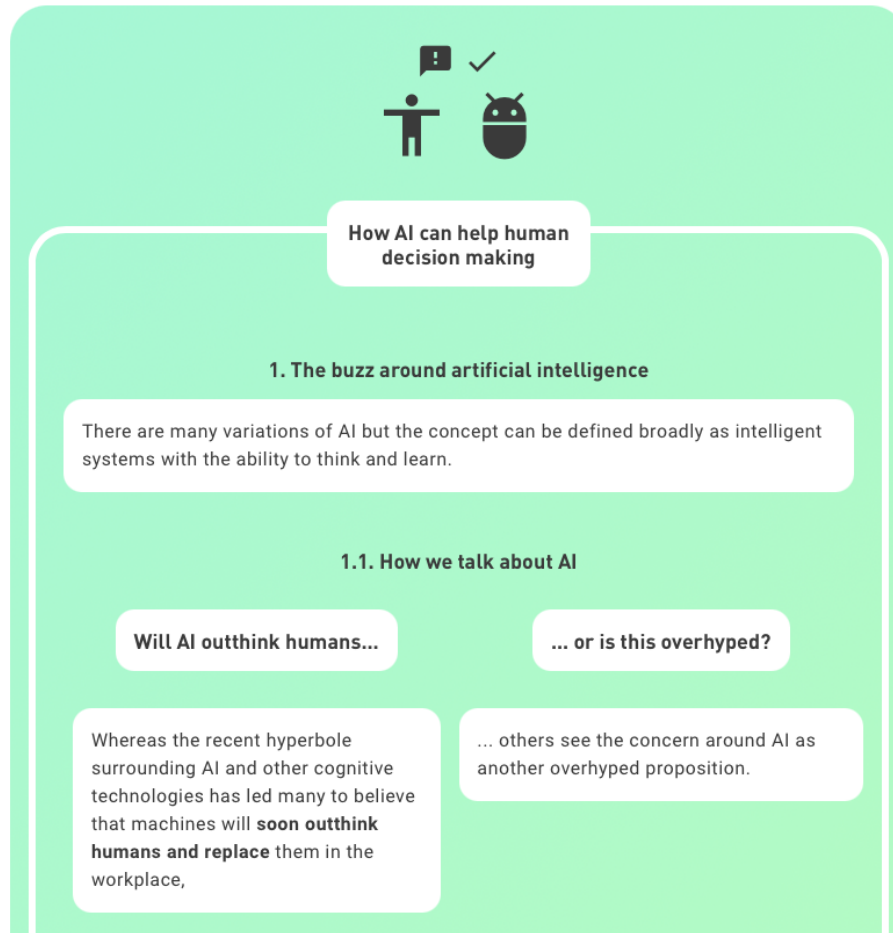 How AI can help human
decision making
1. The buzz around artificial intelligence
There are many variations of AI but the concept can be defined broadly as intelligent
systems with the ability to think and learn.
1.1. How we talk about AI
Will AI outthink humans...
Whereas the recent hyperbole
surrounding AI and other cognitive
technologies has led many to believe
that machines will soon outthink
humans and replace them in the
workplace,
... or is this overhyped?
... others see the concern around AI as
another overhyped proposition.